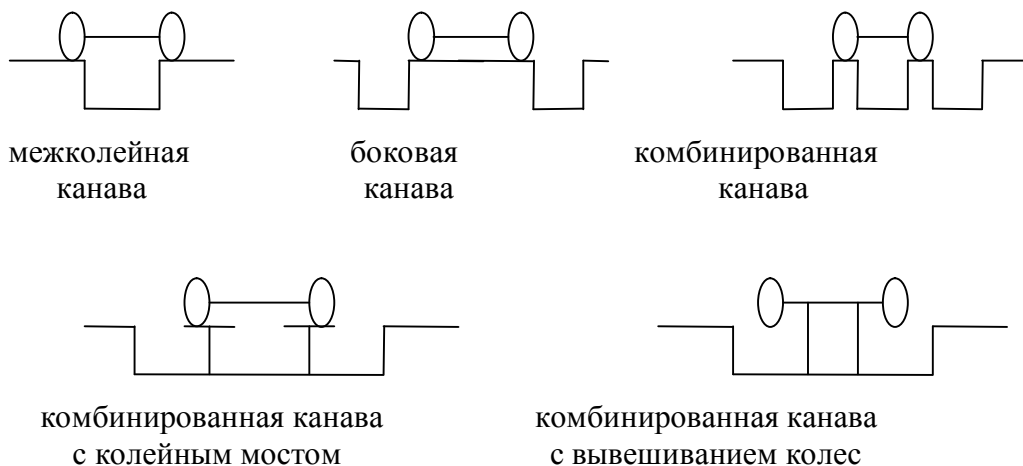 межколейная
канава
боковая
канава
комбинированная
канава
комбинированная канава
с колейным мостом
комбинированная канава
с вывешиванием колес